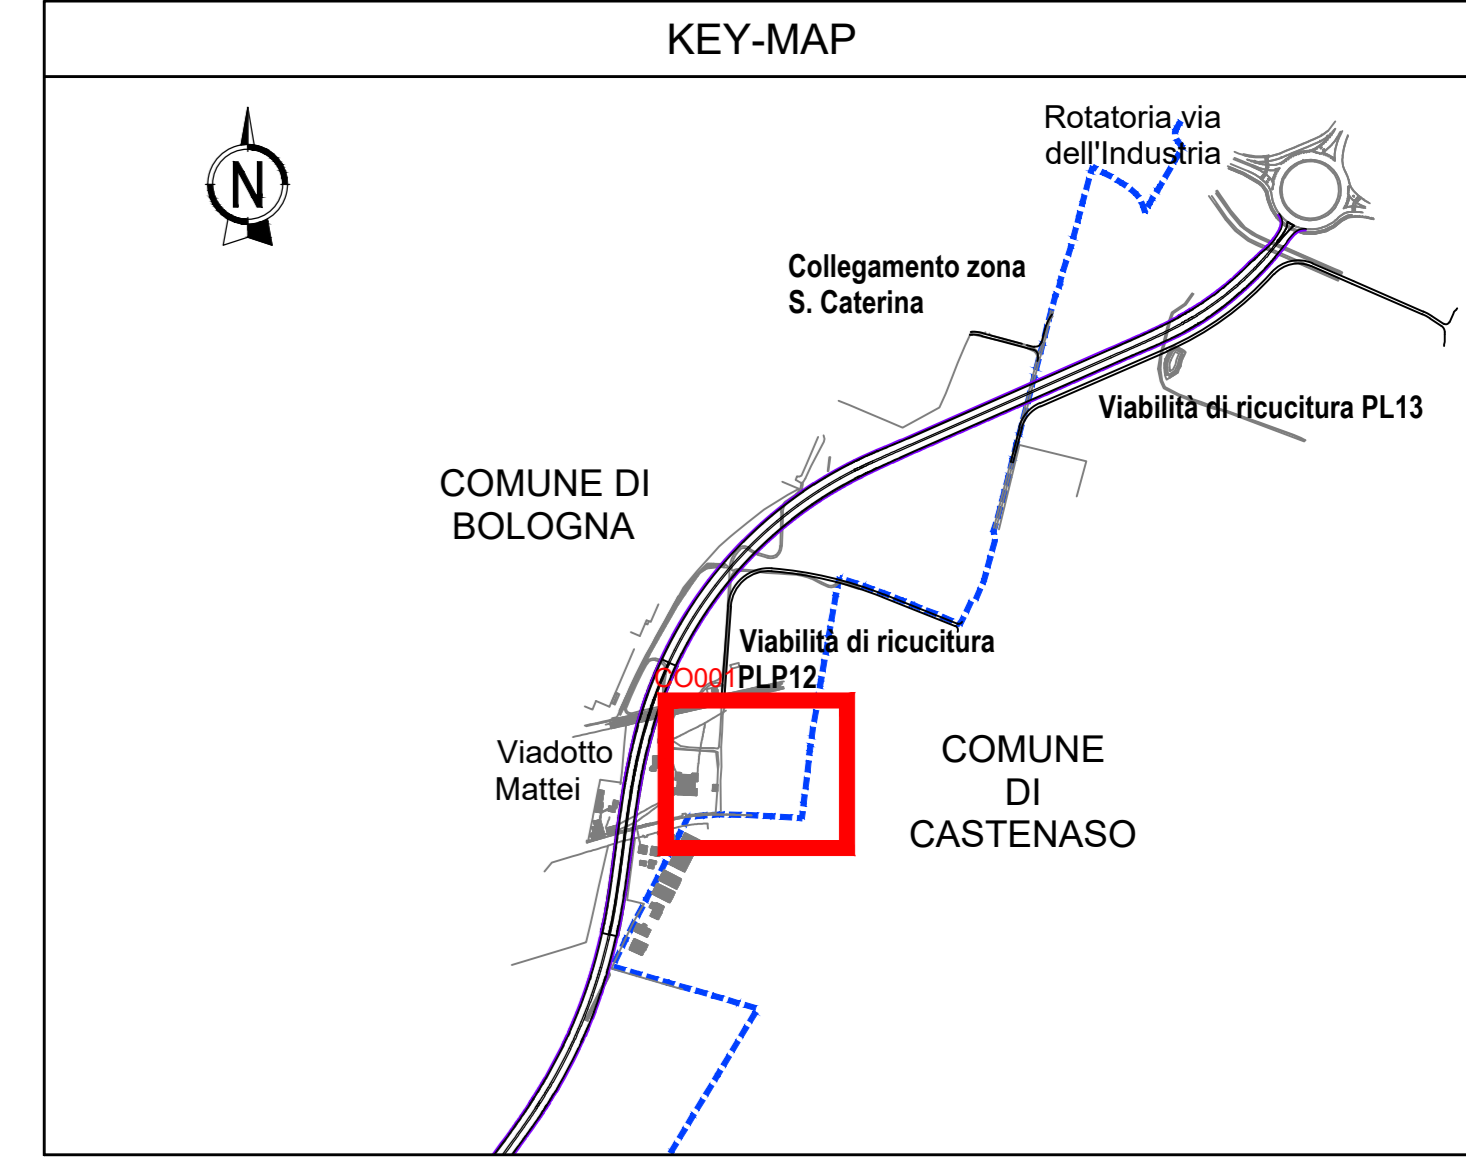 KEY-MAP
N
Rotatoria via
dell'Industria
Collegamento zona
S. Caterina
Viabilità di ricucitura PL13
COMUNE DI
BOLOGNA
Viabilità di ricucitura
CO001 PLP12
Viadotto
Mattei
COMUNE
DI
CASTENASO